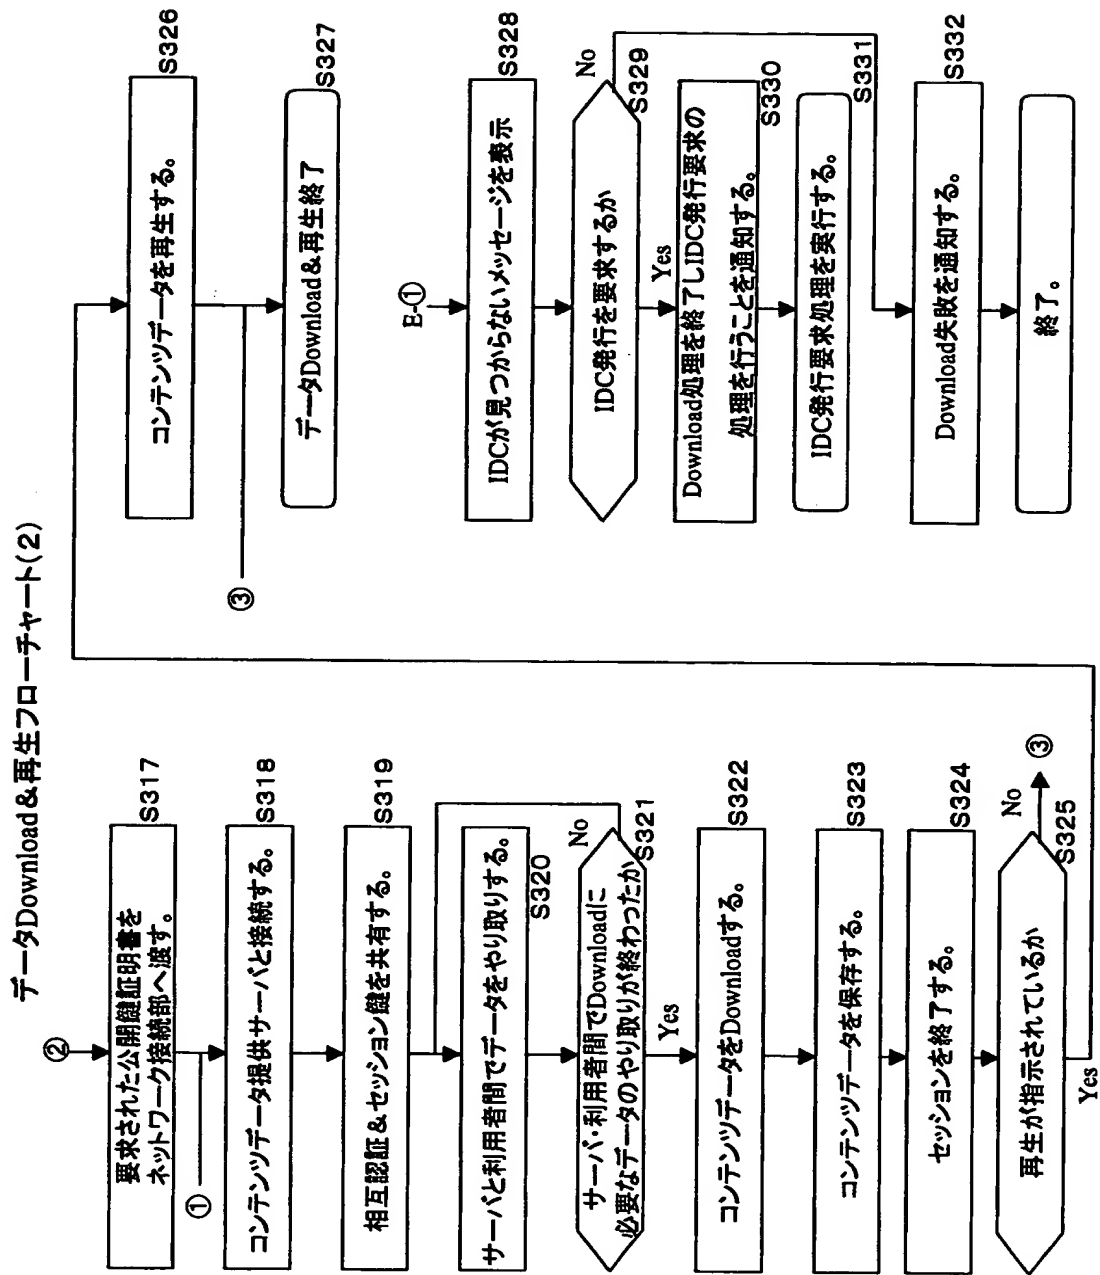 データDownload&再生フローチャート(2)
②
要求された公開鍵証明書を
ネットワーク接続部へ渡す。
S317
①
コンテンツデータ提供サーバと接続する。
S318
相互認証&セッション鍵を共有する。
S319
サーバと利用者間でデータをやり取りする。
S320
サーバ・利用者間でDownloadに
必要なデータのやり取りが終わったか
No
S321
Yes
コンテンツデータをDownloadする。
S322
コンテンツデータを保存する。
S323
セッションを終了する。
S324
再生が指示されているか
No
③
S325
Yes
コンテンツデータを再生する。
S326
③
データDownload&再生終了
S327
E-①
IDCが見つからないメッセージを表示
S328
IDC発行を要求するか
No
S329
Yes
Download処理を終了しIDC発行要求の
処理を行うことを通知する。
S330
IDC発行要求処理を実行する。
S331
Download失敗を通知する。
S332
終了。